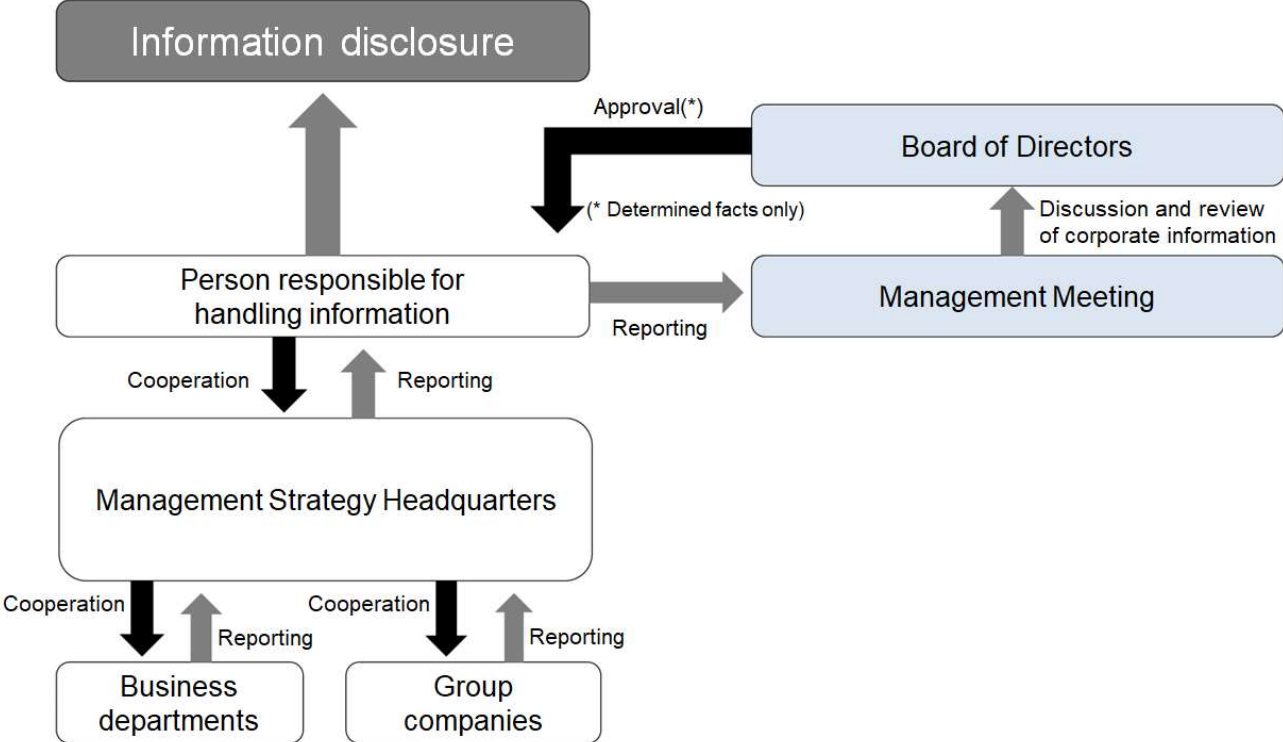 Information disclosure
Approval(*)
Board of Directors
(* Determined facts only)
Discussion and review
of corporate information
Person responsible for
handling information
Reporting
Management Meeting
Cooperation
Reporting
Management Strategy Headquarters
Cooperation
Reporting
Cooperation
Reporting
Business
departments
Group
companies